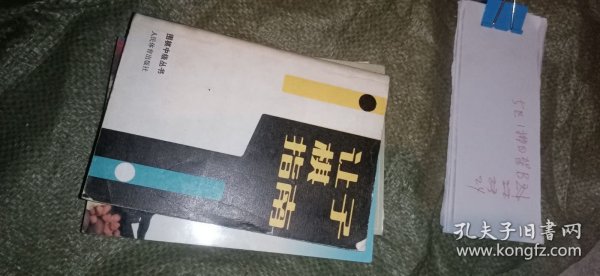 围棋中级丛书
人民体育出版社
让子
棋
指南
孔夫子旧书网
www.kongfz.com